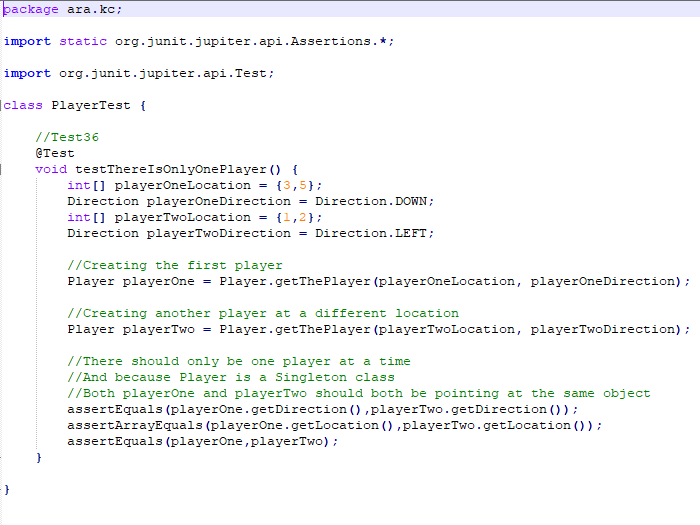 package ara.kc;
import static org.junit.jupiter.api.Assertions.*;
import org.junit.jupiter.api.Test;
class PlayerTest {
//Test36
@Test
void testThereIsOnlyOnePlayer() {
int[] playerOneLocation = {3,5};
Direction playerOneDirection = Direction.DOWN;
int[] playerTwoLocation = {1,2};
Direction playerTwoDirection = Direction.LEFT;
//Creating the first player
Player playerOne = Player.getThePlayer(playerOneLocation, playerOneDirection);
//Creating another player at a different location
Player playerTwo = Player.getThePlayer(playerTwoLocation, playerTwoDirection);
//There should only be one player at a time
//And because Player is a Singleton class
//Both playerOne and playerTwo should both be pointing at the same object
assertEquals(playerOne.getDirection(),playerTwo.getDirection());
assertArrayEquals(playerOne.getLocation(),playerTwo.getLocation());
assertEquals(playerOne,playerTwo);
}
}